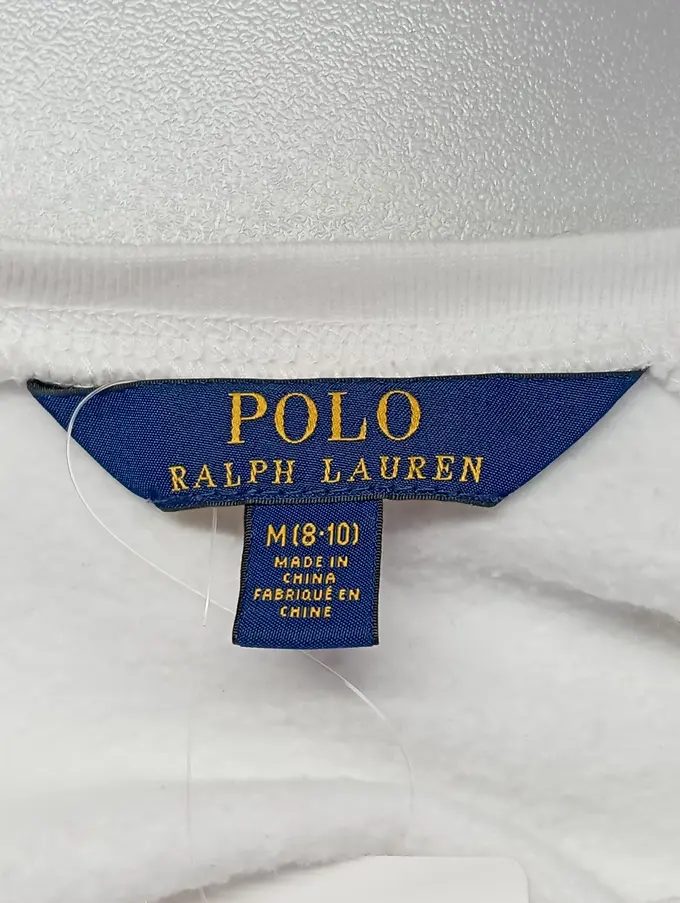 POLO
RALPH LAUREN
M(8·10)
MADE IN
CHINA
FABRIQUÉ EN
CHINE